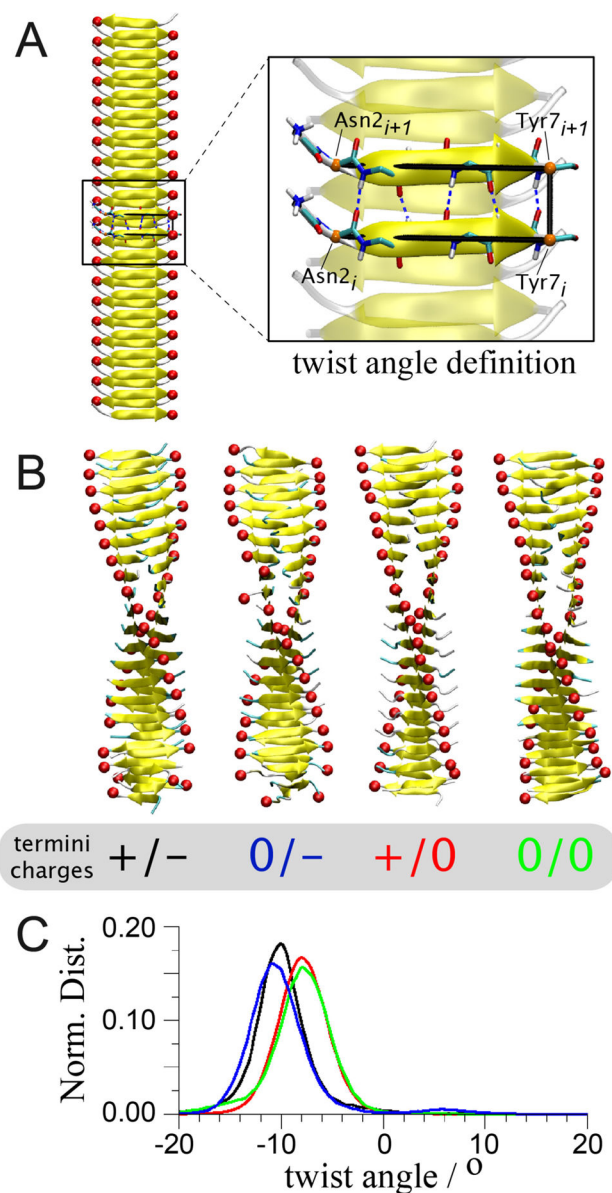 A
Asn2i+1
Tyr7i+1
Asn2i
Tyr7i
twist angle definition
B
termini
charges
+/−
0/−
+/0
0/0
C
0.20
0.10
0.00
Norm. Dist.
-20
-10
0
10
20
twist angle / °